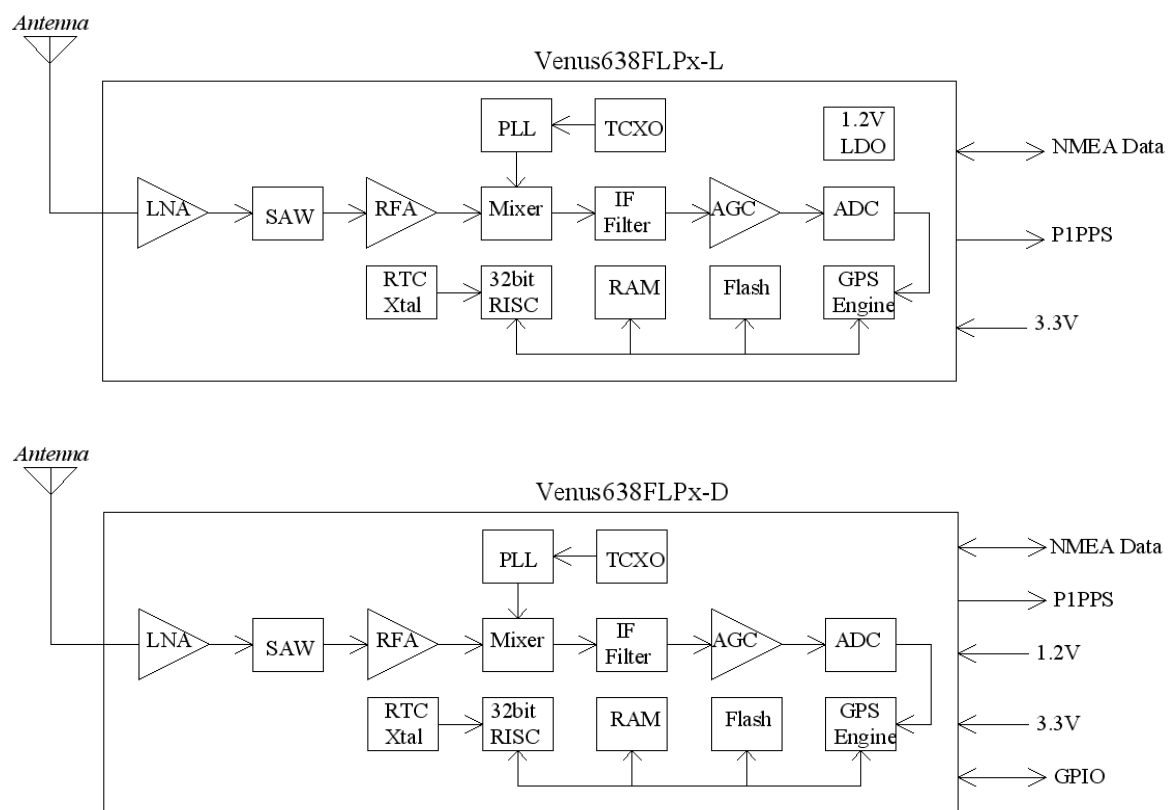 Antenna
Venus638FLPx-L
PLL
TCXO
1.2V
LDO
NMEA Data
LNA
SAW
RFA
Mixer
IF
Filter
AGC
ADC
P1PPS
RTC
Xtal
32bit
RISC
RAM
Flash
GPS
Engine
3.3V
Antenna
Venus638FLPx-D
PLL
TCXO
NMEA Data
P1PPS
LNA
SAW
RFA
Mixer
IF
Filter
AGC
ADC
1.2V
RTC
Xtal
32bit
RISC
RAM
Flash
GPS
Engine
3.3V
GPIO